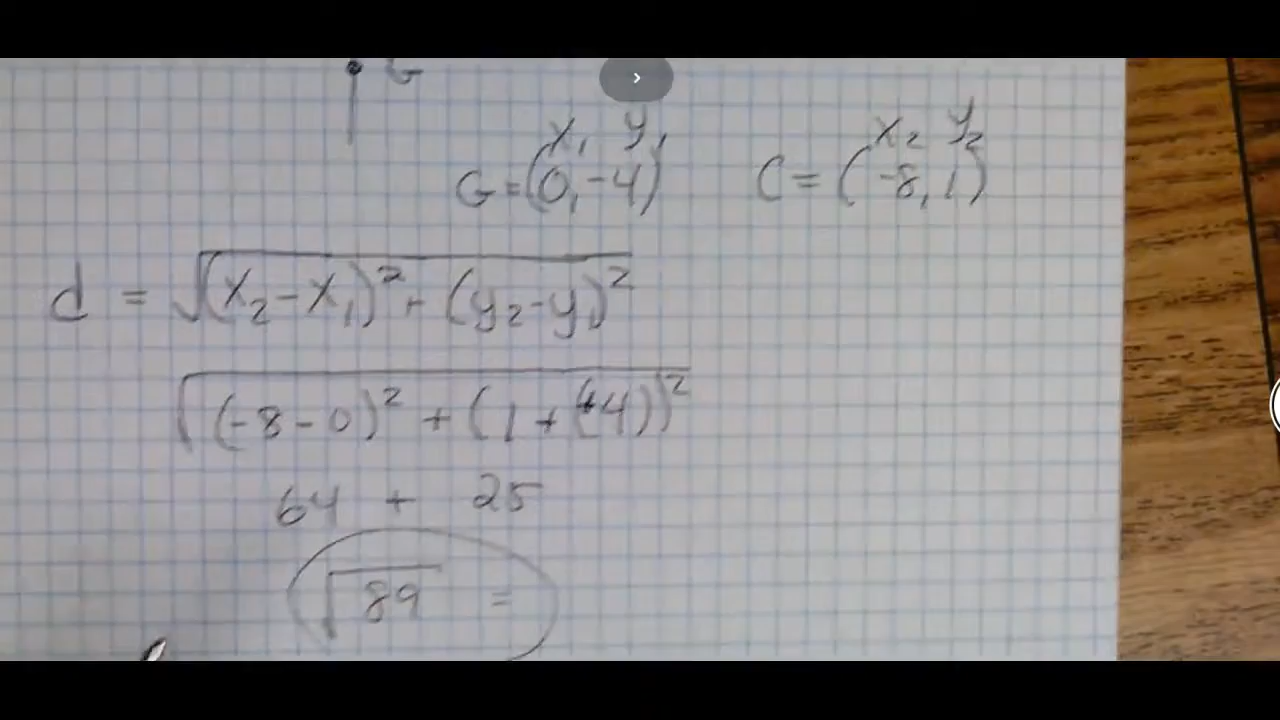 G
x₁ y₁ x₂ y₂
G = (0, -4) C = (-8, 1)
d = √(x₂ - x₁)² + (y₂ - y₁)²
√(-8 - 0)² + (1 + (+4))²
64 + 25
√89 =